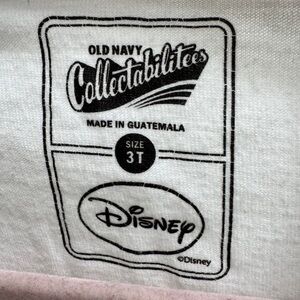 OLD NAVY
Collectabilitees
MADE IN GUATEMALA
SIZE
3T
Disney
©Disney